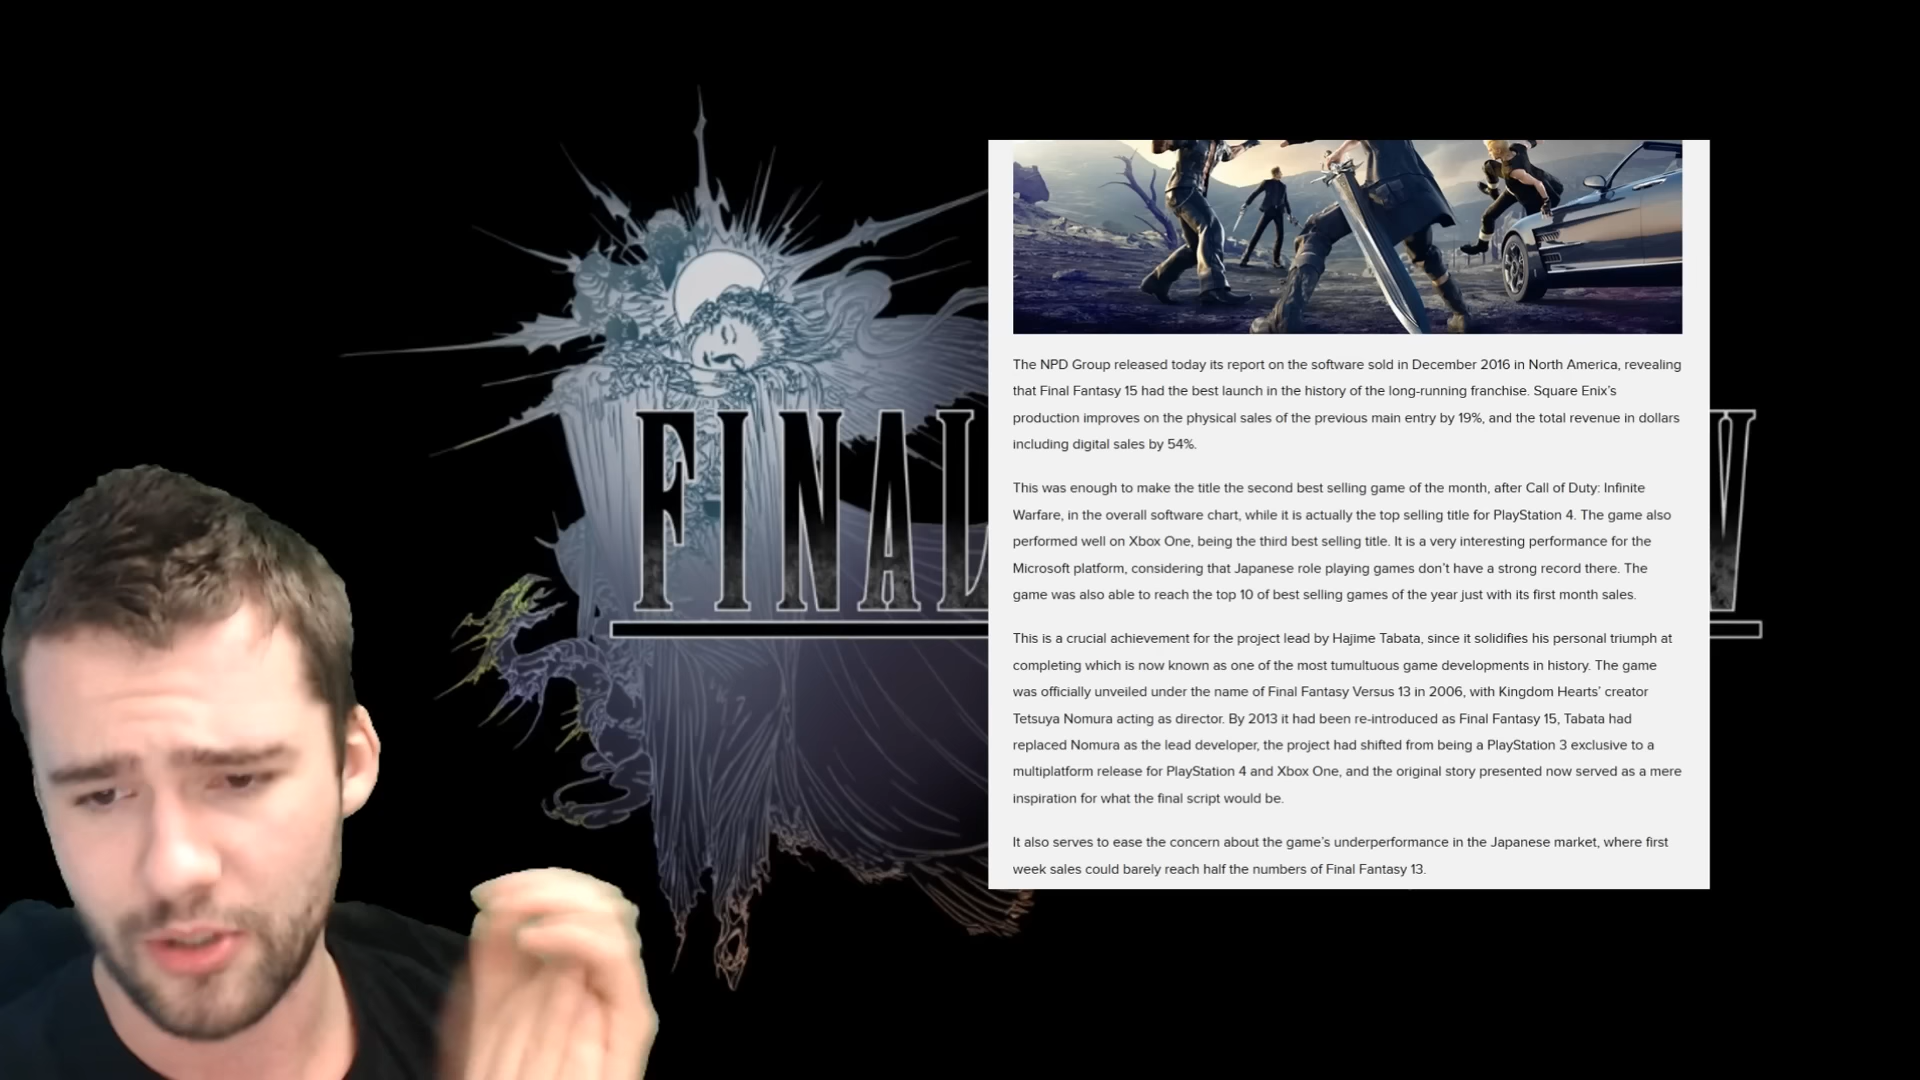 FINAL
The NPD Group released today its report on the software sold in December 2016 in North America, revealing
that Final Fantasy 15 had the best launch in the history of the long-running franchise. Square Enix’s
production improves on the physical sales of the previous main entry by 19%, and the total revenue in dollars
including digital sales by 54%.
This was enough to make the title the second best selling game of the month, after Call of Duty: Infinite
Warfare, in the overall software chart, while it is actually the top selling title for PlayStation 4. The game also
performed well on Xbox One, being the third best selling title. It is a very interesting performance for the
Microsoft platform, considering that Japanese role playing games don’t have a strong record there. The
game was also able to reach the top 10 of best selling games of the year just with its first month sales.
This is a crucial achievement for the project lead by Hajime Tabata, since it solidifies his personal triumph at
completing which is now known as one of the most tumultuous game developments in history. The game
was officially unveiled under the name of Final Fantasy Versus 13 in 2006, with Kingdom Hearts’ creator
Tetsuya Nomura acting as director. By 2013 it had been re-introduced as Final Fantasy 15, Tabata had
replaced Nomura as the lead developer, the project had shifted from being a PlayStation 3 exclusive to a
multiplatform release for PlayStation 4 and Xbox One, and the original story presented now served as a mere
inspiration for what the final script would be.
It also serves to ease the concern about the game’s underperformance in the Japanese market, where first
week sales could barely reach half the numbers of Final Fantasy 13.